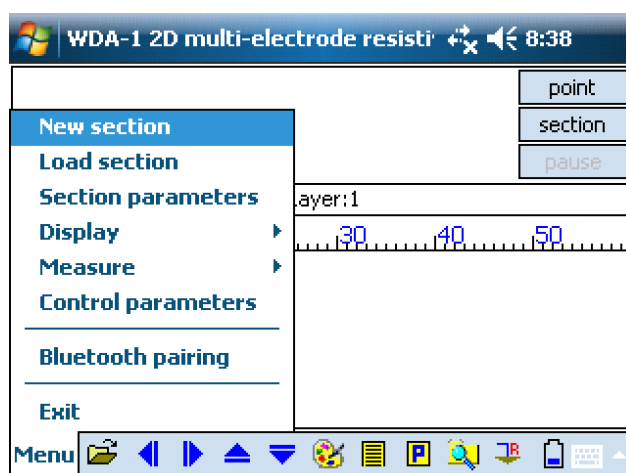 WDA-1 2D multi-electrode resisti 8:38
point
section
pause
New section
Load section
Section parameters
Display
Measure
Control parameters
Bluetooth pairing
Exit
ayer:1
30 40 50
Menu P R